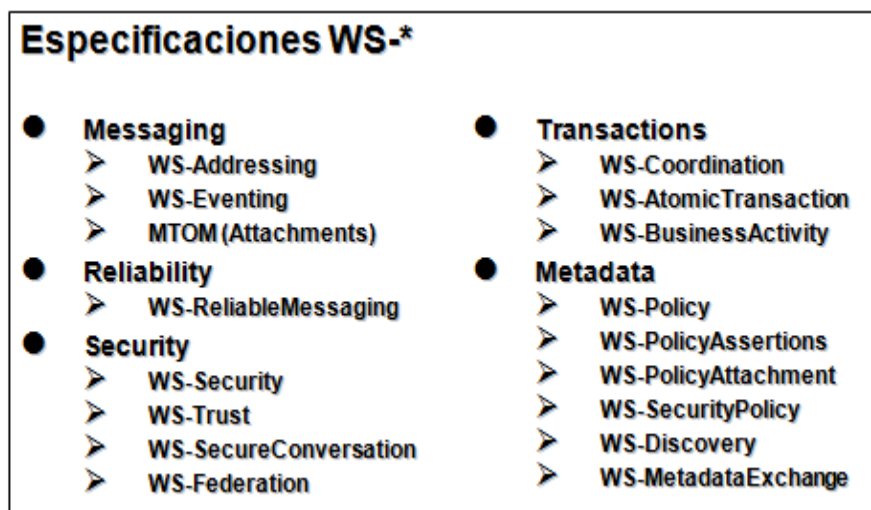 Especificaciones WS-*
Messaging
WS-Addressing
WS-Eventing
MTOM (Attachments)
Reliability
WS-ReliableMessaging
Security
WS-Security
WS-Trust
WS-SecureConversation
WS-Federation
Transactions
WS-Coordination
WS-AtomicTransaction
WS-BusinessActivity
Metadata
WS-Policy
WS-PolicyAssertions
WS-PolicyAttachment
WS-SecurityPolicy
WS-Discovery
WS-MetadataExchange